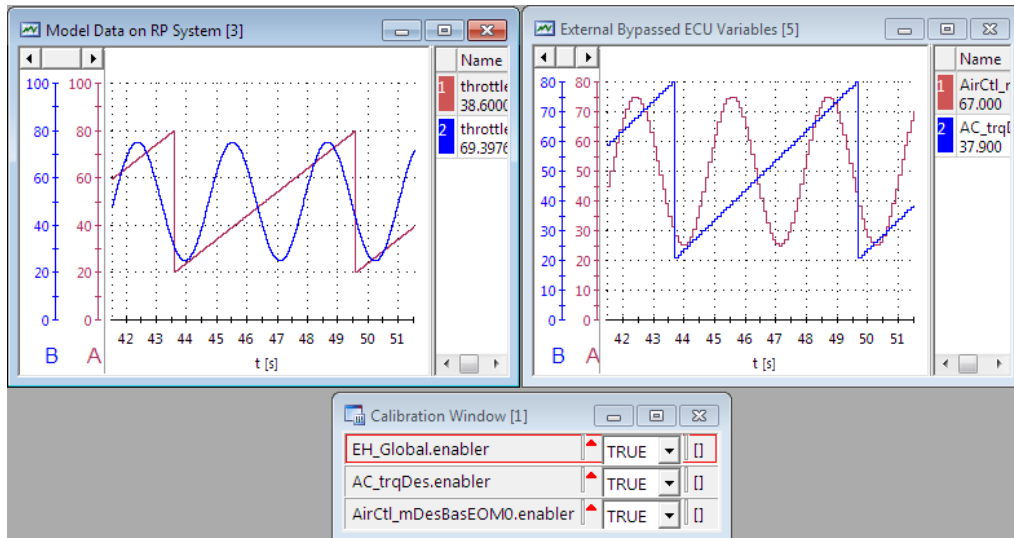 Model Data on RP System [3]
Name
100 100
80 80
60 60
40 40
20 20
0 0
1 throttle
38.6000
2 throttle
69.3976
42 43 44 45 46 47 48 49 50 51
B A
t [s]
External Bypassed ECU Variables [5]
Name
80 80
70 70
60 60
50 50
40 40
30 30
20 20
10 10
0 0
1
67.000
2
37.900
42 43 44 45 46 47 48 49 50 51
B A
t [s]
Calibration Window [1]
EH_Global.enabler TRUE []
AC_trqDes.enabler TRUE []
AirCtl_mDesBasEOM0.enabler TRUE []